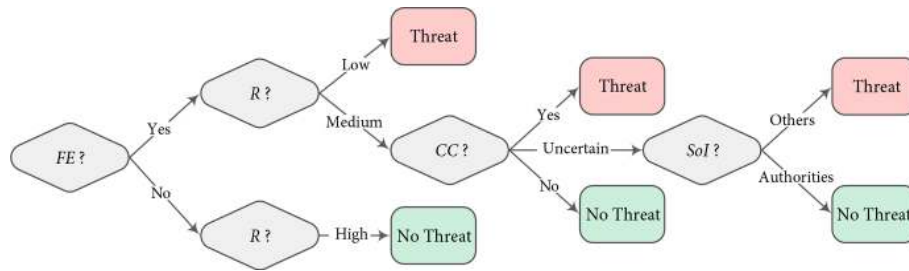 Threat
Low
R ?
Threat
Threat
Yes
Medium
Yes
Others
FE ?
CC ?
Uncertain
SoI ?
No
No
Authorities
R ?
High
No Threat
No Threat
No Threat